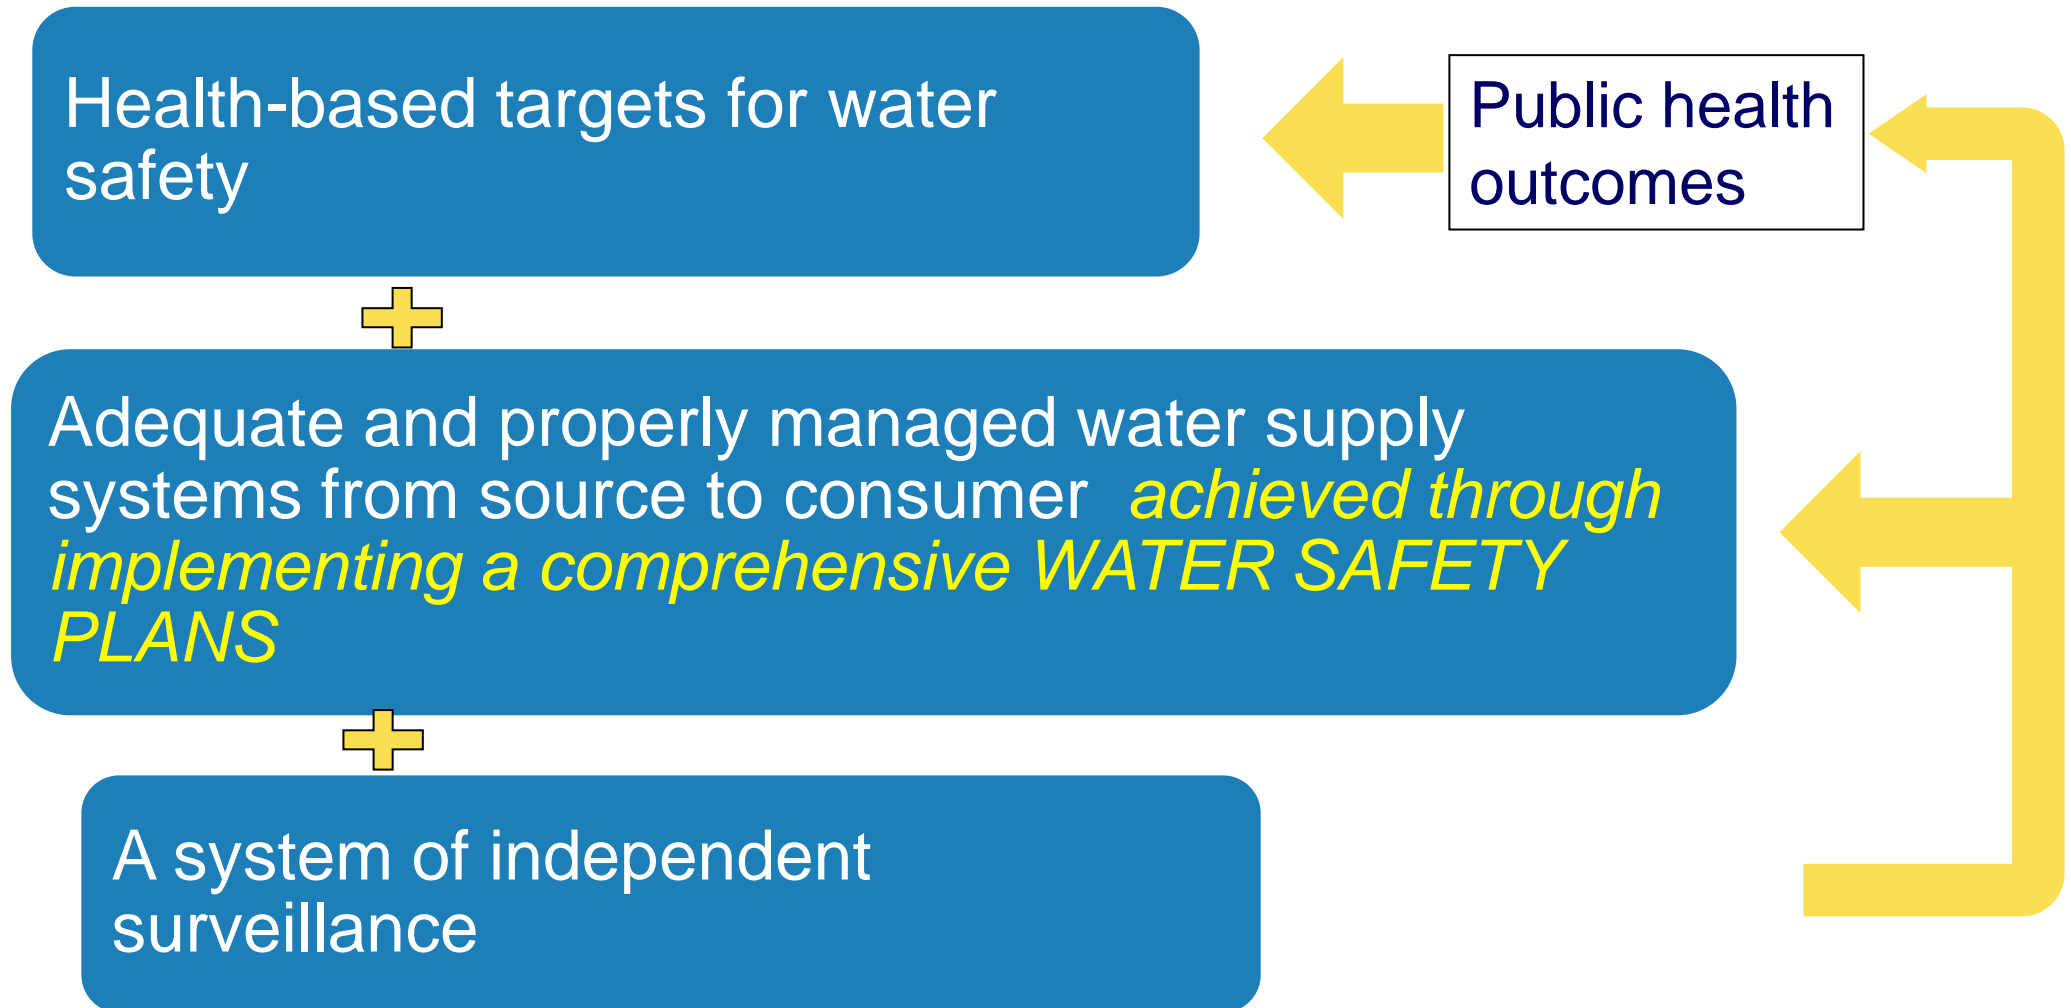 Health-based targets for water
safety
Public health
outcomes
Adequate and properly managed water supply
systems from source to consumer achieved through
implementing a comprehensive WATER SAFETY
PLANS
A system of independent
surveillance